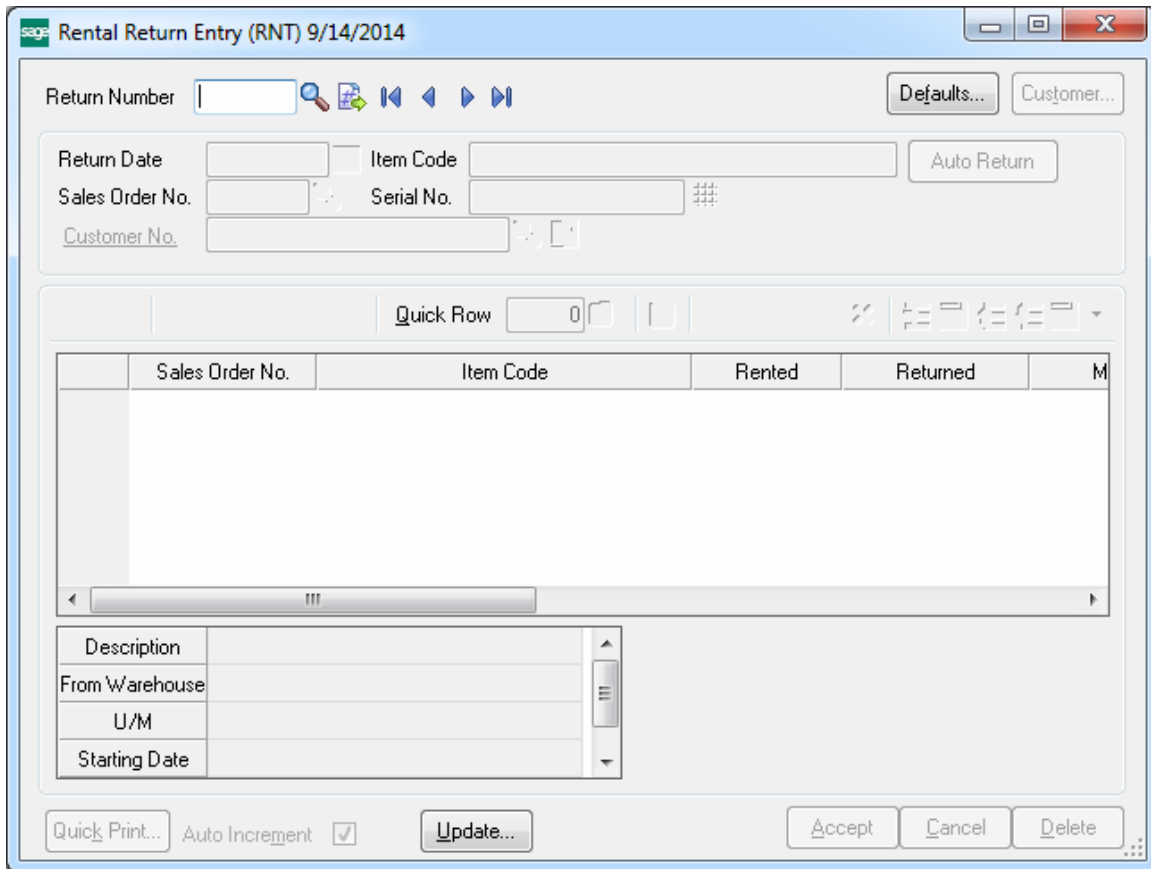 sage Rental Return Entry (RNT) 9/14/2014
Return Number Defaults... Customer...
Return Date Item Code Auto Return
Sales Order No. Serial No.
Customer No.
Quick Row 0
Sales Order No. Item Code Rented Returned M
Description
From Warehouse
U/M
Starting Date
Quick Print... Auto Increment Update... Accept Cancel Delete